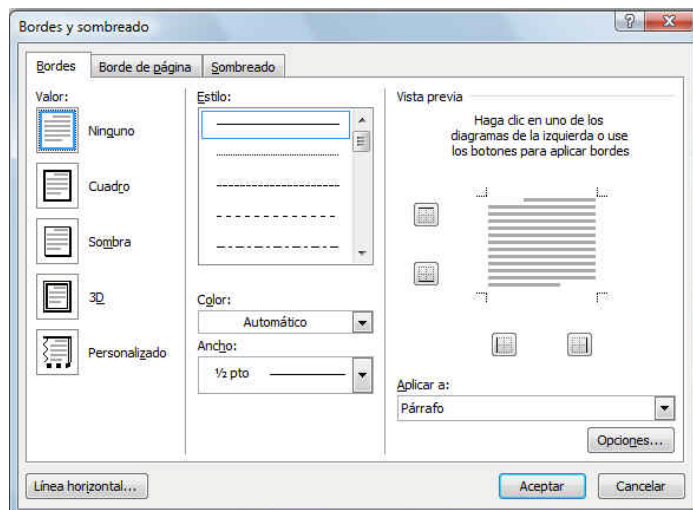 Bordes y sombreado
Bordes
Borde de página
Sombreado
Valor:
Ninguno
Cuadro
Sombra
3D
Personalizado
Estilo:
Color:
Automático
Ancho:
½ pto
Vista previa
Haga clic en uno de los
diagramas de la izquierda o use
los botones para aplicar bordes
Aplicar a:
Párrafo
Opciones...
Línea horizontal...
Aceptar
Cancelar